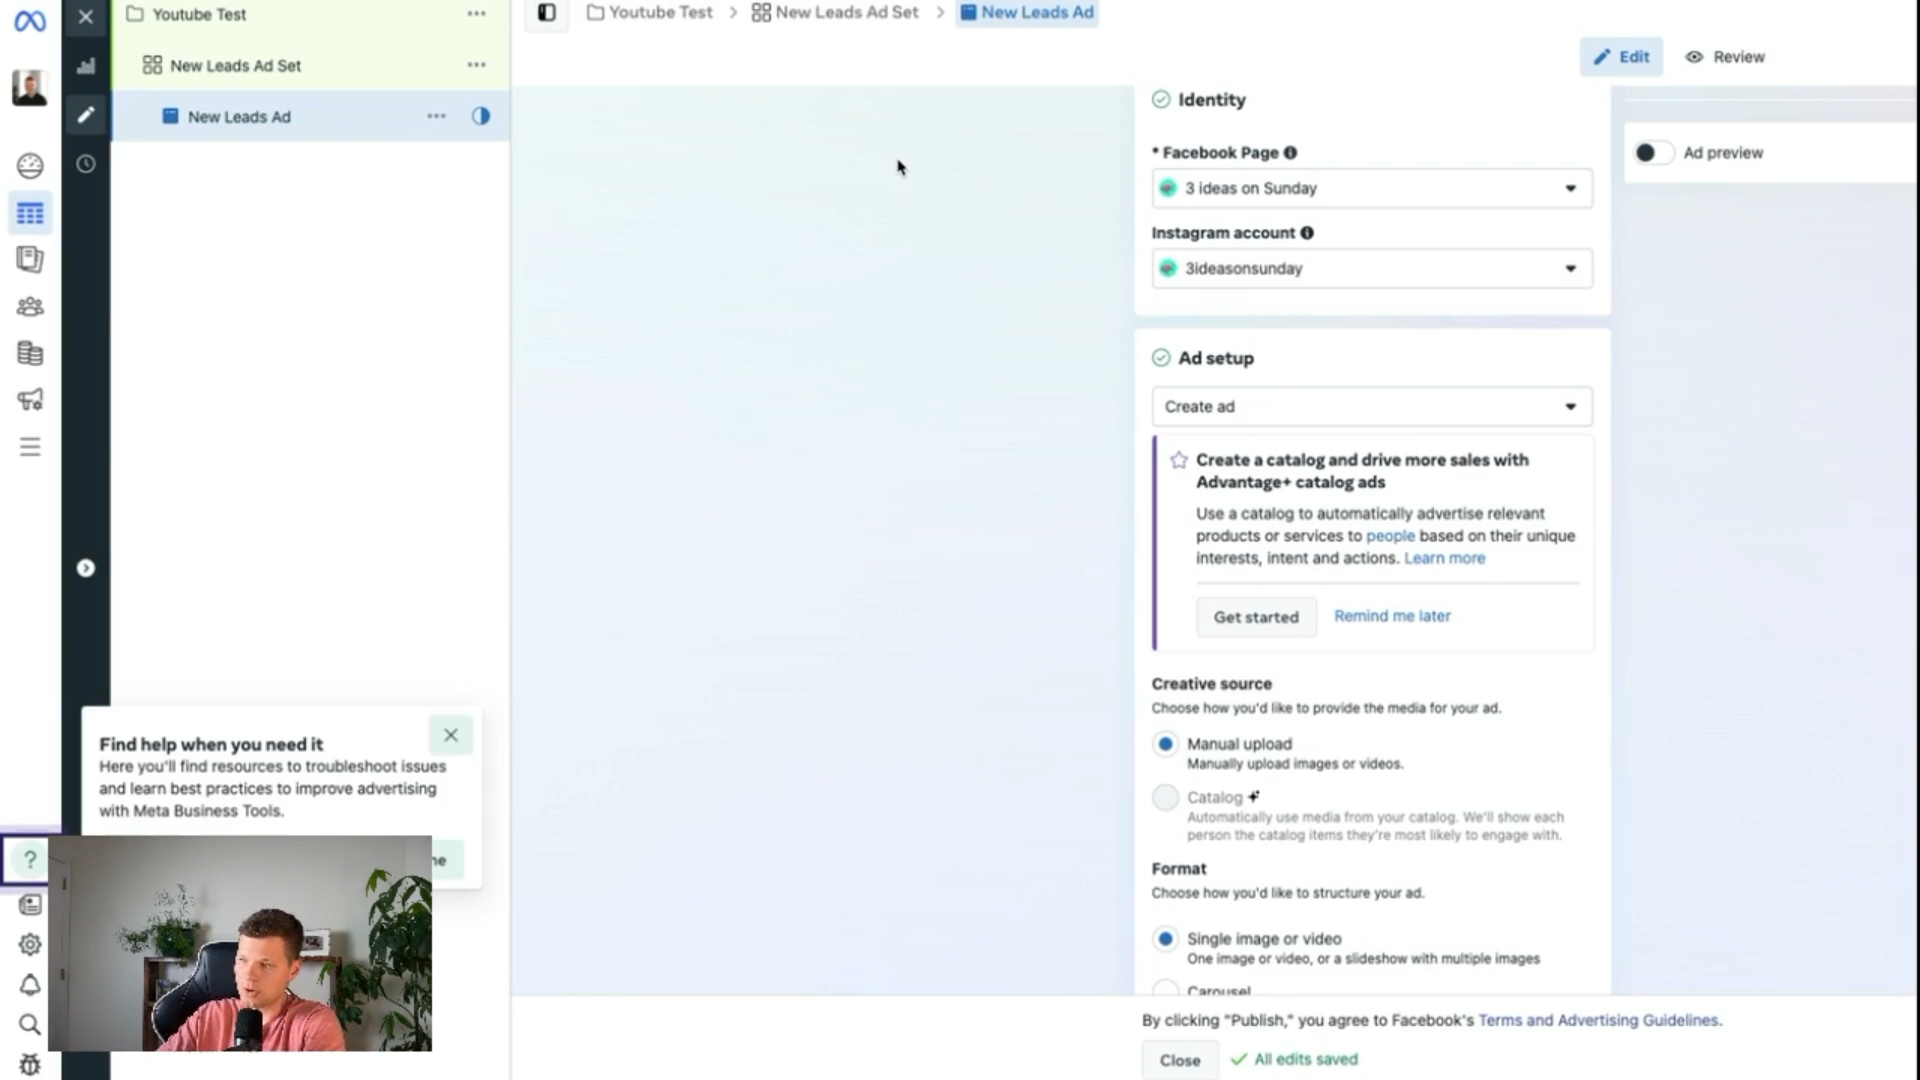 Youtube Test
New Leads Ad Set
New Leads Ad
Youtube Test
New Leads Ad Set
New Leads Ad
Edit
Review
Identity
* Facebook Page
3 ideas on Sunday
Instagram account
3ideasonsunday
Ad preview
Ad setup
Create ad
Create a catalog and drive more sales with
Advantage+ catalog ads
Use a catalog to automatically advertise relevant
products or services to people based on their unique
interests, intent and actions. Learn more
Get started
Remind me later
Creative source
Choose how you'd like to provide the media for your ad.
Manual upload
Manually upload images or videos.
Catalog
Automatically use media from your catalog. We'll show each
person the catalog items they're most likely to engage with.
Format
Choose how you'd like to structure your ad.
Single image or video
One image or video, or a slideshow with multiple images
Carousel
Find help when you need it
Here you'll find resources to troubleshoot issues
and learn best practices to improve advertising
with Meta Business Tools.
By clicking "Publish," you agree to Facebook's Terms and Advertising Guidelines.
Close
All edits saved